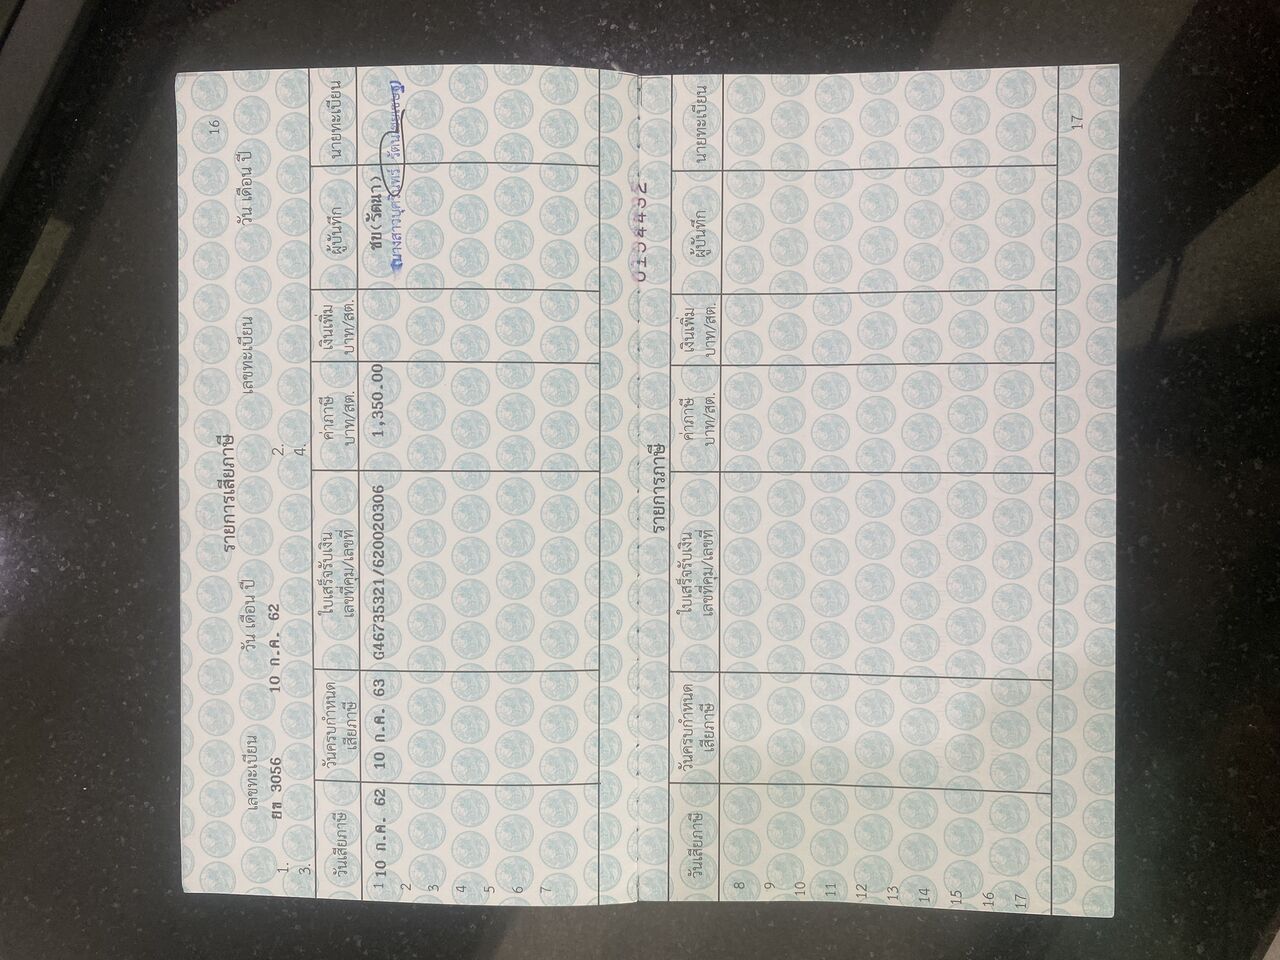 16
รายการเสียภาษี
เลขทะเบียน วัน เดือน ปี เลขทะเบียน วัน เดือน ปี
1. ยข 3056 10 ก.ค. 62 2.
3. 4.
วันเสียภาษี วันครบกำหนดเสียภาษี ใบเสร็จรับเงิน เลขที่คุม/เลขที่ ค่าภาษี บาท/สต. เงินเพิ่ม บาท/สต. ผู้บันทึก นายทะเบียน
1 10 ก.ค. 62 10 ก.ค. 63 G46735321/620020306 1,350.00 ชบ(รัตนา)
2
3
4
5
6
7
รายการภาษี
วันเสียภาษี วันครบกำหนดเสียภาษี ใบเสร็จรับเงิน เลขที่คุม/เลขที่ ค่าภาษี บาท/สต. เงินเพิ่ม บาท/สต. ผู้บันทึก นายทะเบียน
8
9
10
11
12
13
14
15
16
17
17